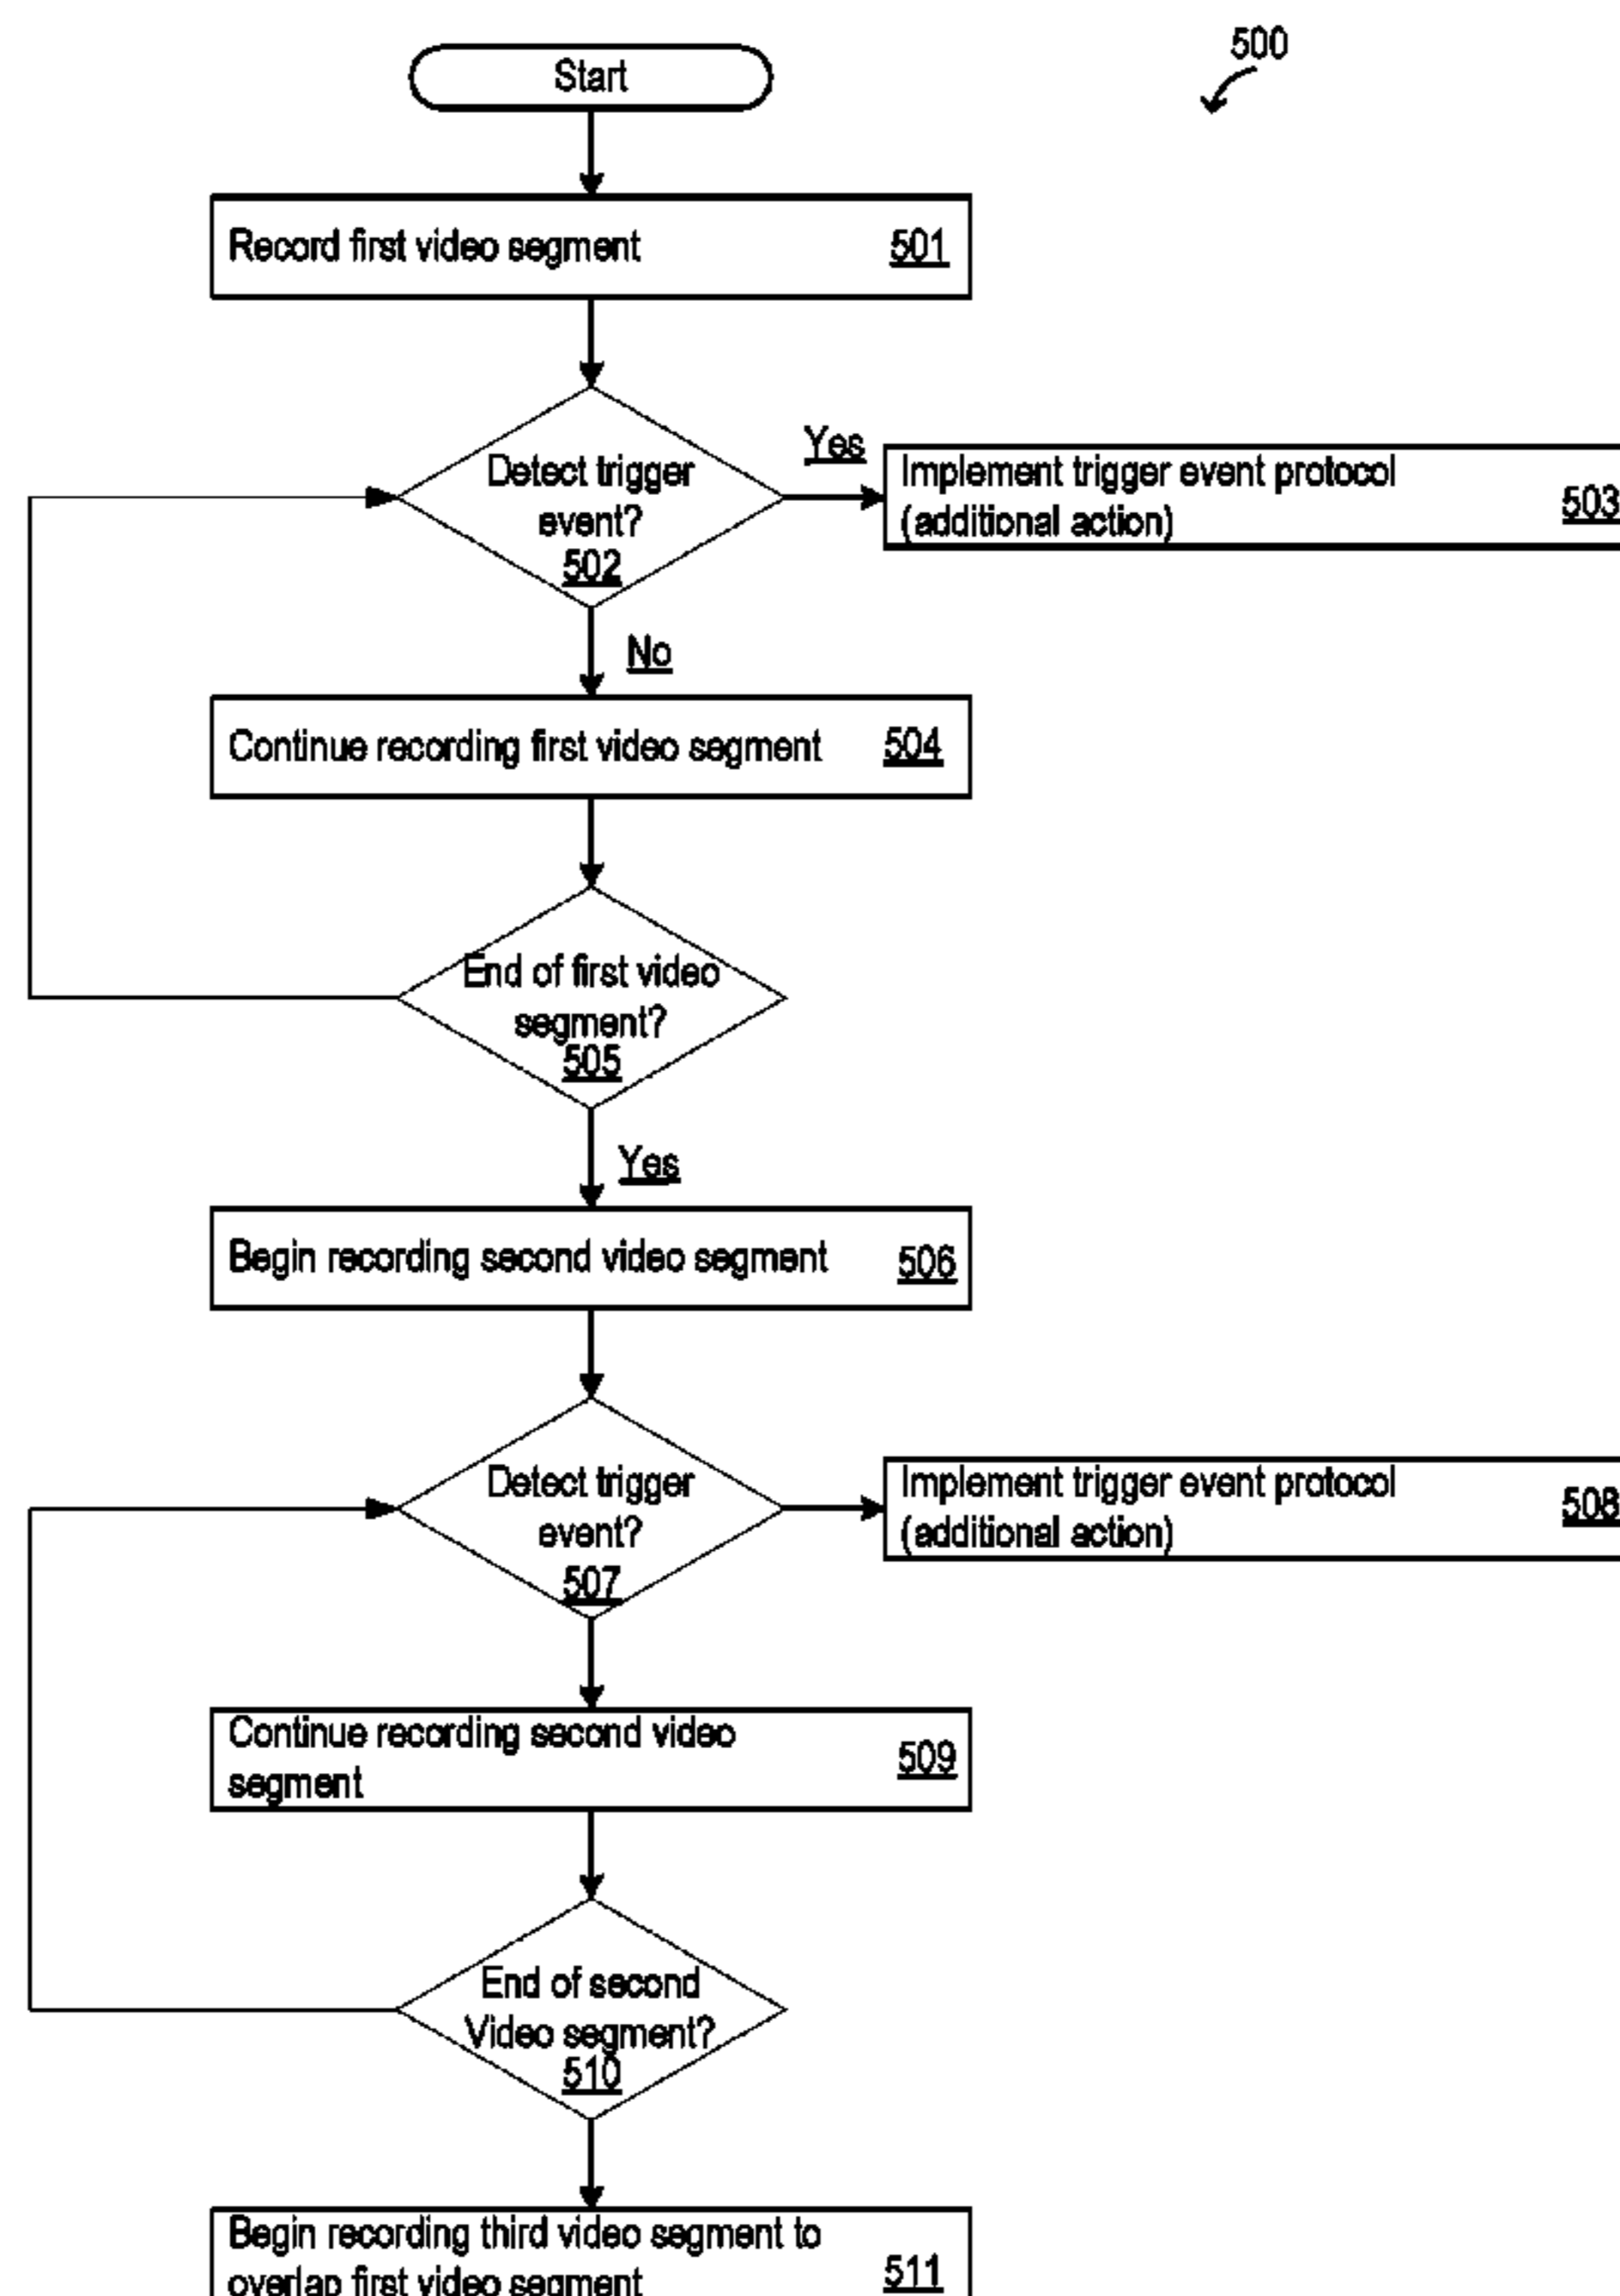 500
Start
Record first video segment 501
Detect trigger
event?
502
Yes
Implement trigger event protocol
(additional action)
503
No
Continue recording first video segment 504
End of first video
segment?
505
Yes
Begin recording second video segment 506
Detect trigger
event?
507
Implement trigger event protocol
(additional action)
508
Continue recording second video
segment
509
End of second
Video segment?
510
Begin recording third video segment to
overlap first video segment
511